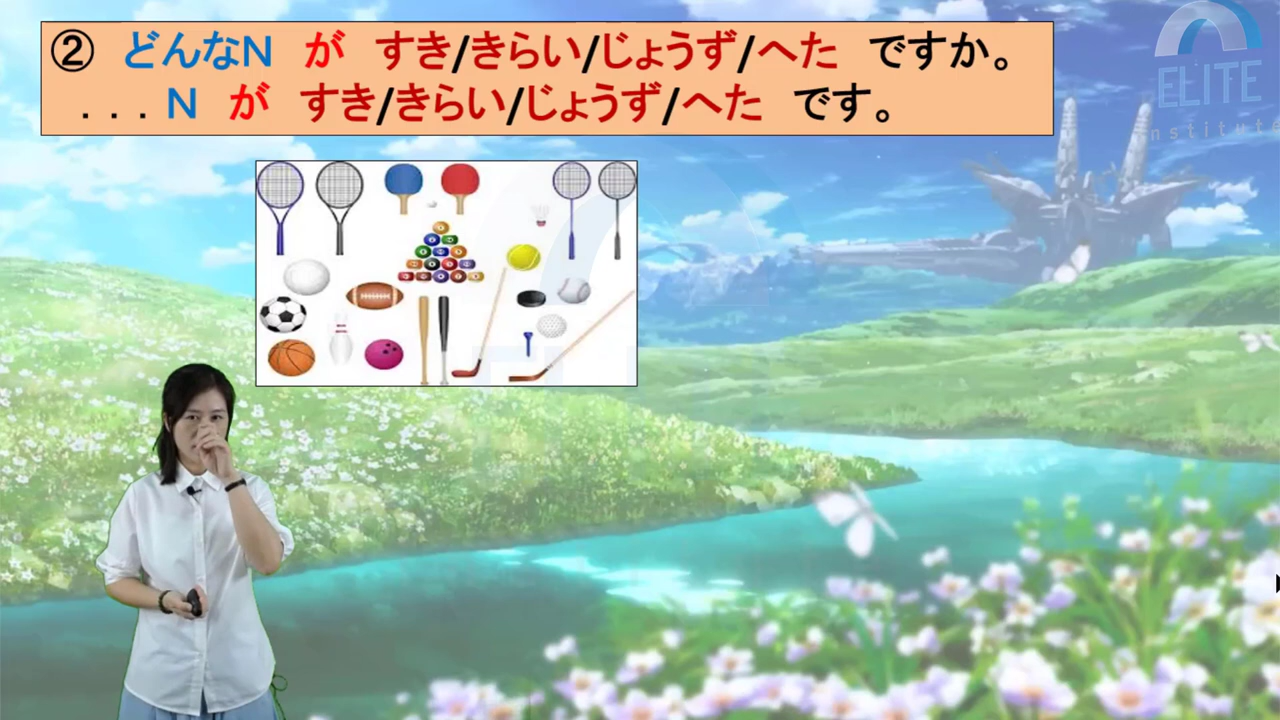 ② どんなN が すき/きらい/じょうず/へた ですか。
...N が すき/きらい/じょうず/へた です。
ELITE
Institute